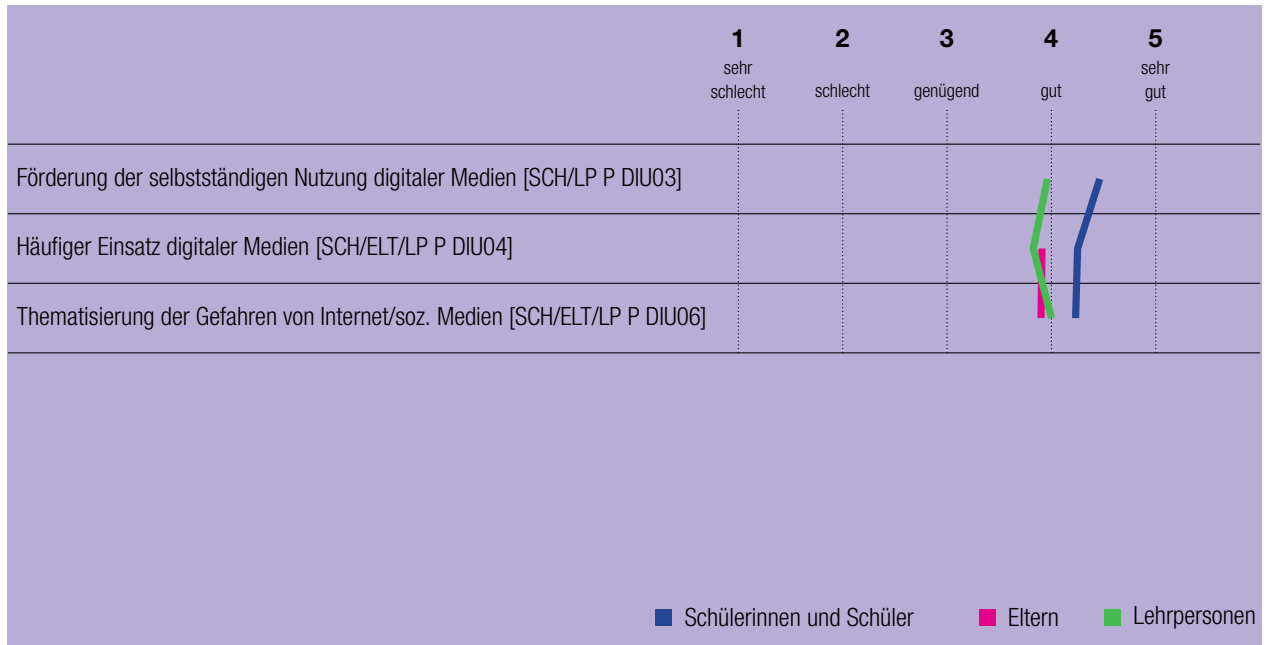 1 2 3 4 5
sehr schlecht schlecht genügend gut sehr gut
Förderung der selbstständigen Nutzung digitaler Medien [SCH/LP P DIU03]
Häufiger Einsatz digitaler Medien [SCH/ELT/LP P DIU04]
Thematisierung der Gefahren von Internet/soz. Medien [SCH/ELT/LP P DIU06]
Schülerinnen und Schüler Eltern Lehrpersonen